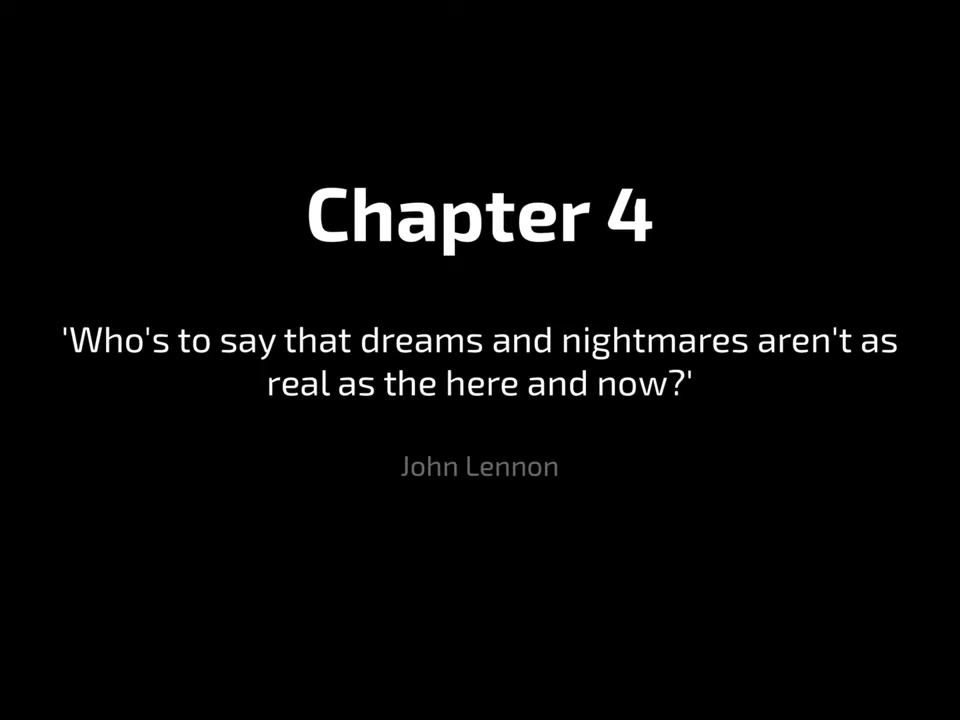 Chapter 4
'Who's to say that dreams and nightmares aren't as
real as the here and now?'
John Lennon